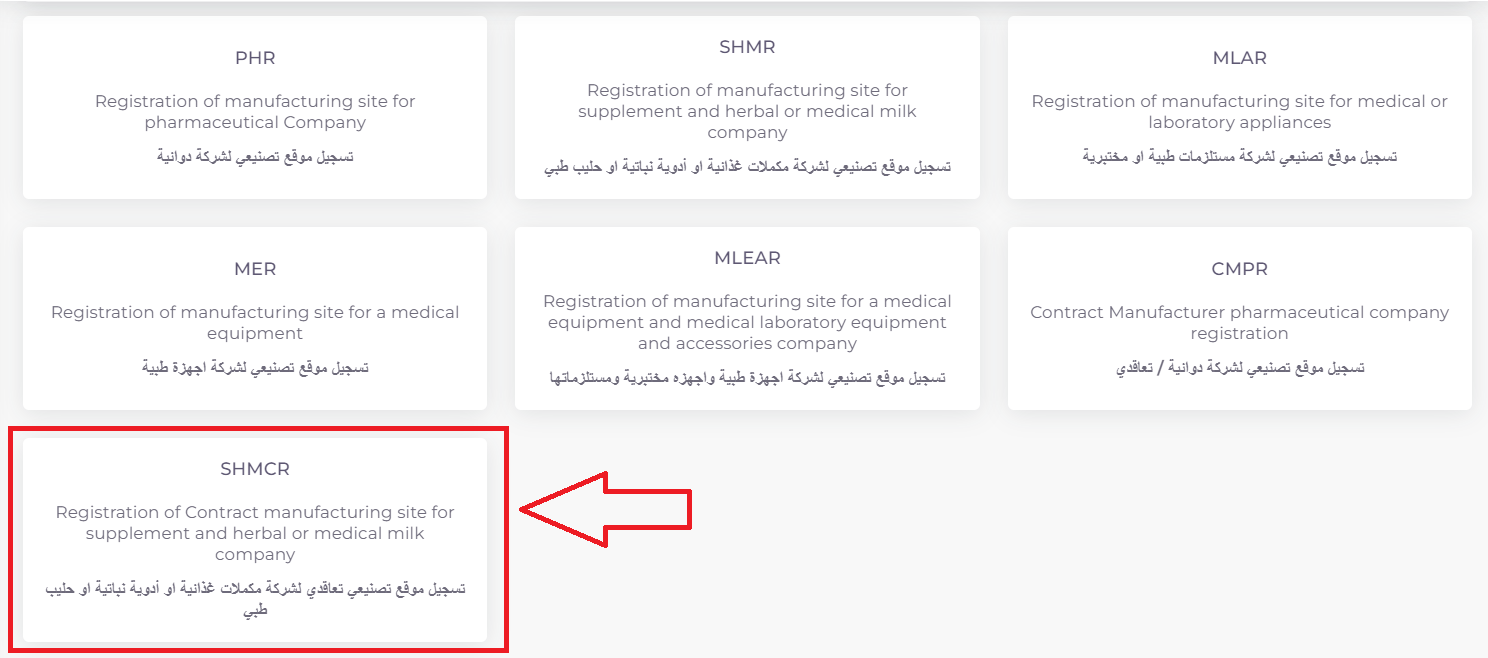 PHR
Registration of manufacturing site for
pharmaceutical Company
تسجيل موقع تصنيعي لشركة دوائية
SHMR
Registration of manufacturing site for
supplement and herbal or medical milk
company
تسجيل موقع تصنيعي لشركة مكملات غذائية او أدوية نباتية او حليب طبي
MLAR
Registration of manufacturing site for medical or
laboratory appliances
تسجيل موقع تصنيعي لشركة مستلزمات طبية او مختبرية
MER
Registration of manufacturing site for a medical
equipment
تسجيل موقع تصنيعي لشركة اجهزة طبية
MLEAR
Registration of manufacturing site for a medical
equipment and medical laboratory equipment
and accessories company
تسجيل موقع تصنيعي لشركة اجهزة طبية واجهزه مختبرية ومستلزماتها
CMPR
Contract Manufacturer pharmaceutical company
registration
تسجيل موقع تصنيعي لشركة دوائية / تعاقدي
SHMCR
Registration of Contract manufacturing site for
supplement and herbal or medical milk
company
تسجيل موقع تصنيعي تعاقدي لشركة مكملات غذائية او أدوية نباتية او حليب
طبي